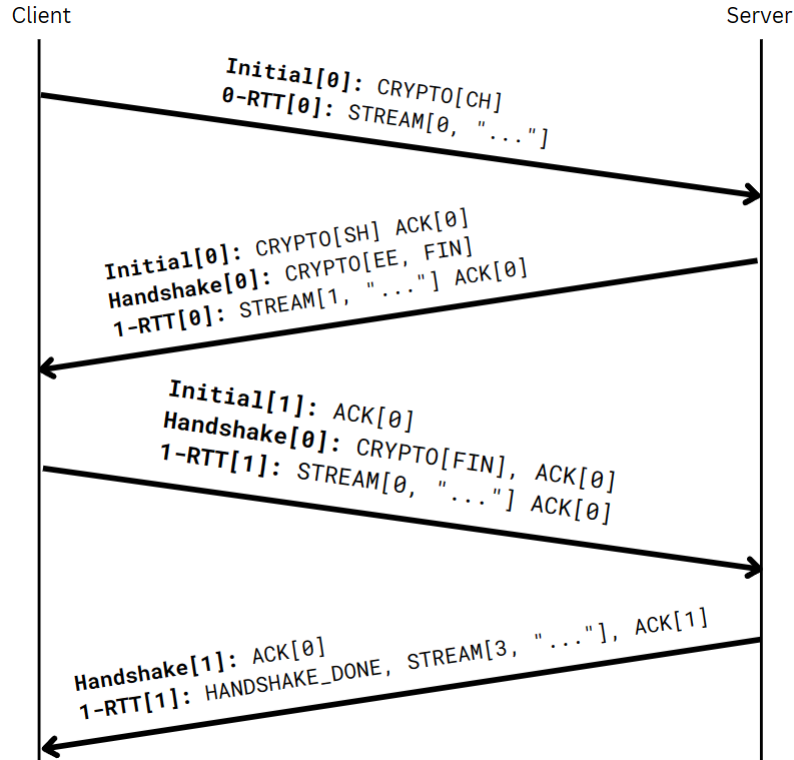 Client
Server
Initial[0]: CRYPTO[CH]
0-RTT[0]: STREAM[0, "..."]
Initial[0]: CRYPTO[SH] ACK[0]
Handshake[0]: CRYPTO[EE, FIN]
1-RTT[0]: STREAM[1, "..."] ACK[0]
Initial[1]: ACK[0]
Handshake[0]: CRYPTO[FIN], ACK[0]
1-RTT[1]: STREAM[0, "..."] ACK[0]
Handshake[1]: ACK[0]
1-RTT[1]: HANDSHAKE_DONE, STREAM[3, "..."], ACK[1]